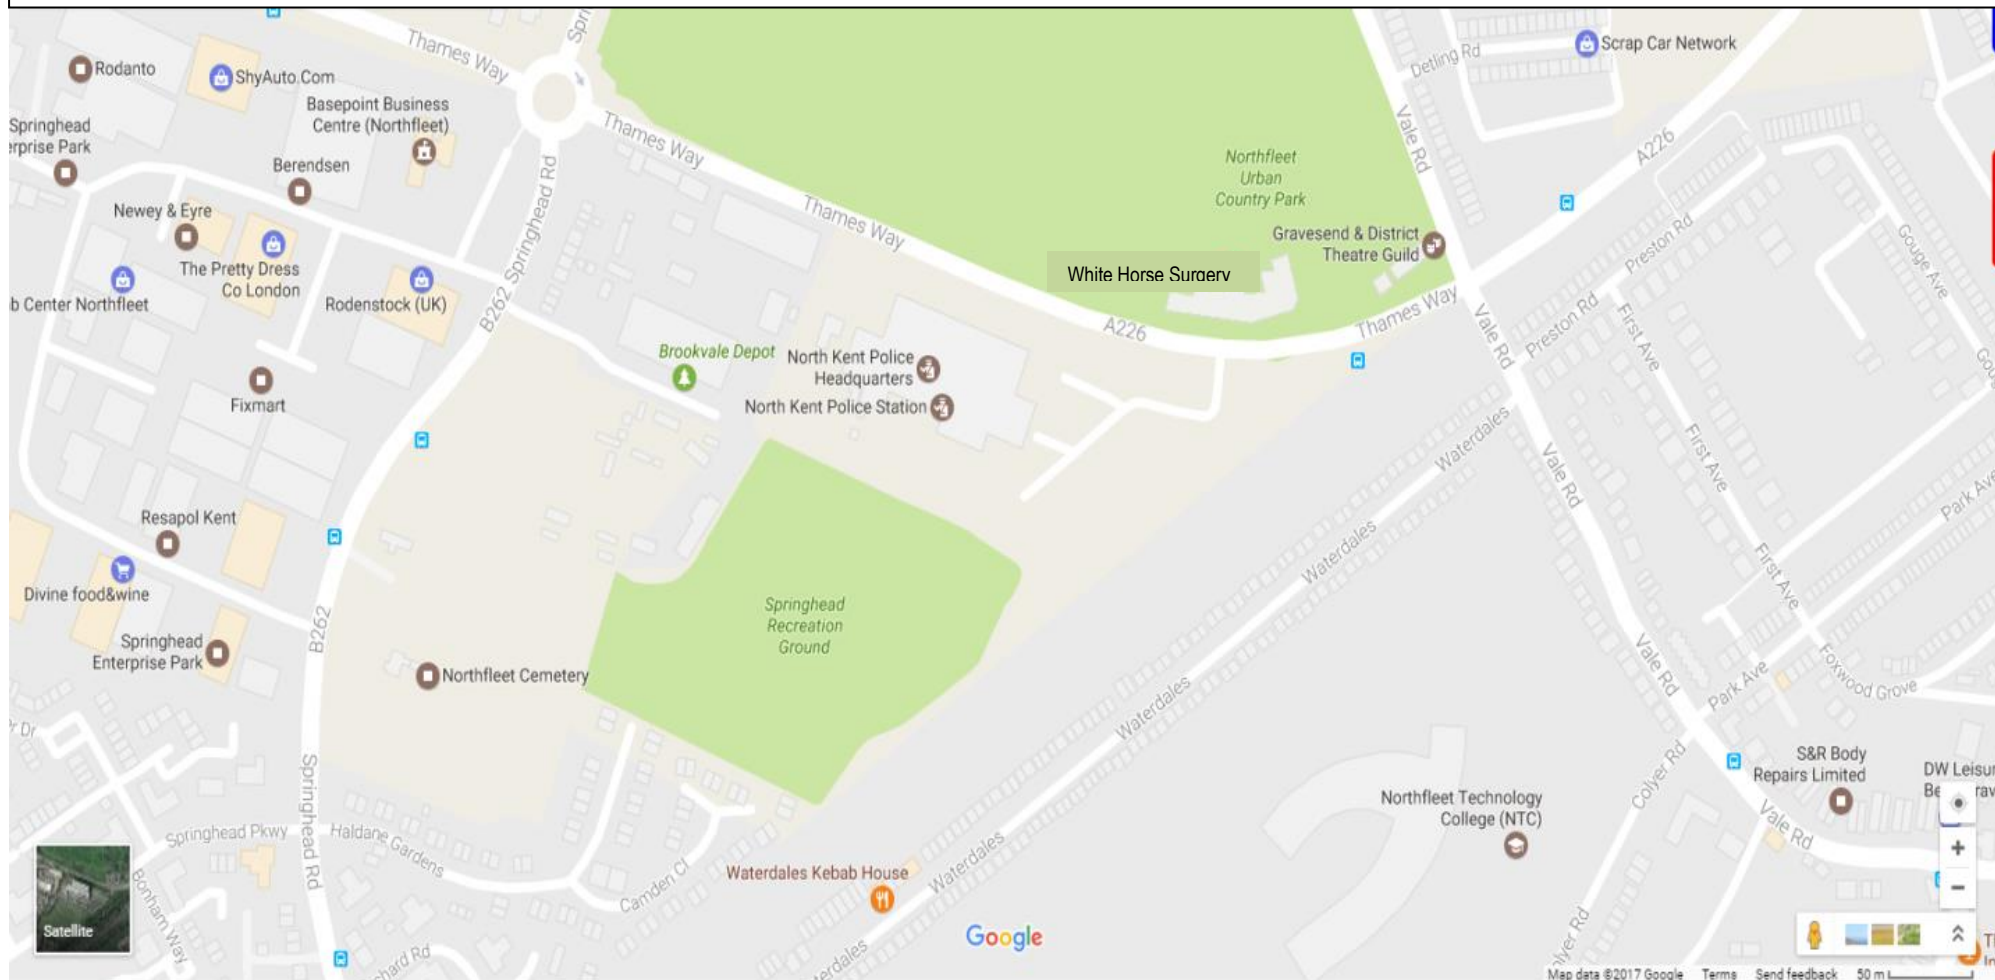 Thames Way
Rodanto
ShyAuto.Com
Basepoint Business
Centre (Northfleet)
Springhead
erprise Park
Berendsen
Newey & Eyre
The Pretty Dress
Co London
b Center Northfleet
Rodenstock (UK)
B262
Springhead Rd
Fixmart
Resapol Kent
Divine food&wine
Springhead
Enterprise Park
B262
Northfleet Cemetery
Springhead Rd
Springhead Pkwy
Haldane Gardens
Bonham Way
Satellite
Camden Cl
Thames Way
Thames Way
Northfleet
Urban
Country Park
Gravesend & District
Theatre Guild
White Horse Surgery
A226
Thames Way
Brookvale Depot
North Kent Police
Headquarters
North Kent Police Station
Springhead
Recreation
Ground
Scrap Car Network
Detling Rd
Vale Rd
A226
Preston Rd
Preston Rd
Gouge Ave
Vale Rd
First Ave
Waterdales
Vale Rd
First Ave
Park Ave
Waterdales
First Ave
Waterdales
Vale Rd
Park Ave
Foxwood Grove
Colyer Rd
S&R Body
Repairs Limited
Northfleet Technology
College (NTC)
Vale Rd
Waterdales Kebab House
Waterdales
Google
Map data ©2017 Google Terms Send feedback 50 m